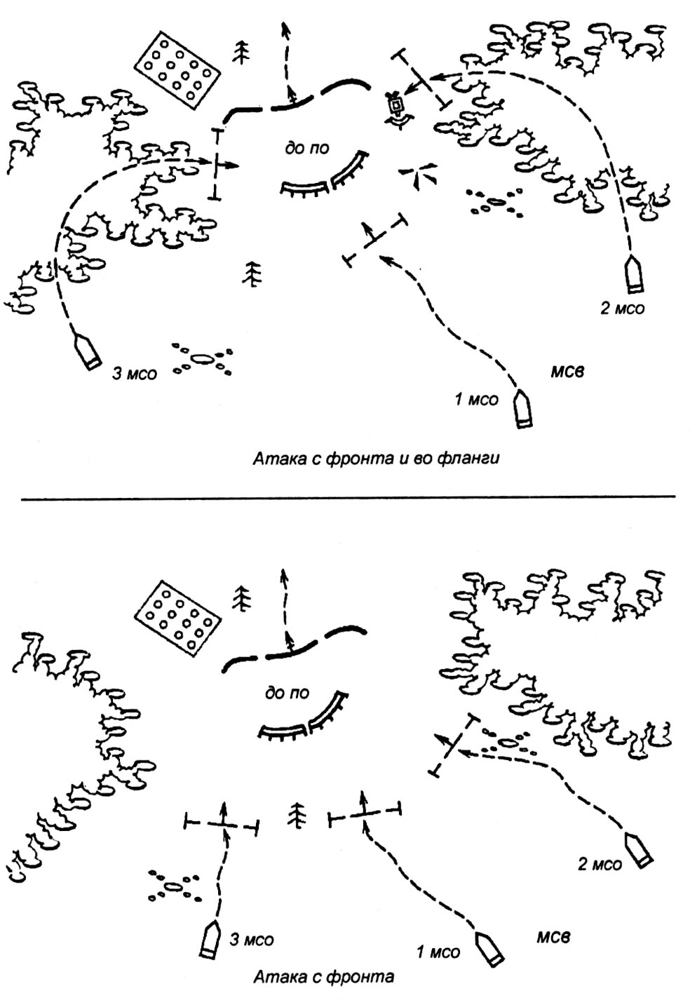 до по
2 мсо
3 мсо
мсв
1 мсо
Атака с фронта и во фланги
до по
2 мсо
мсв
3 мсо
1 мсо
Атака с фронта